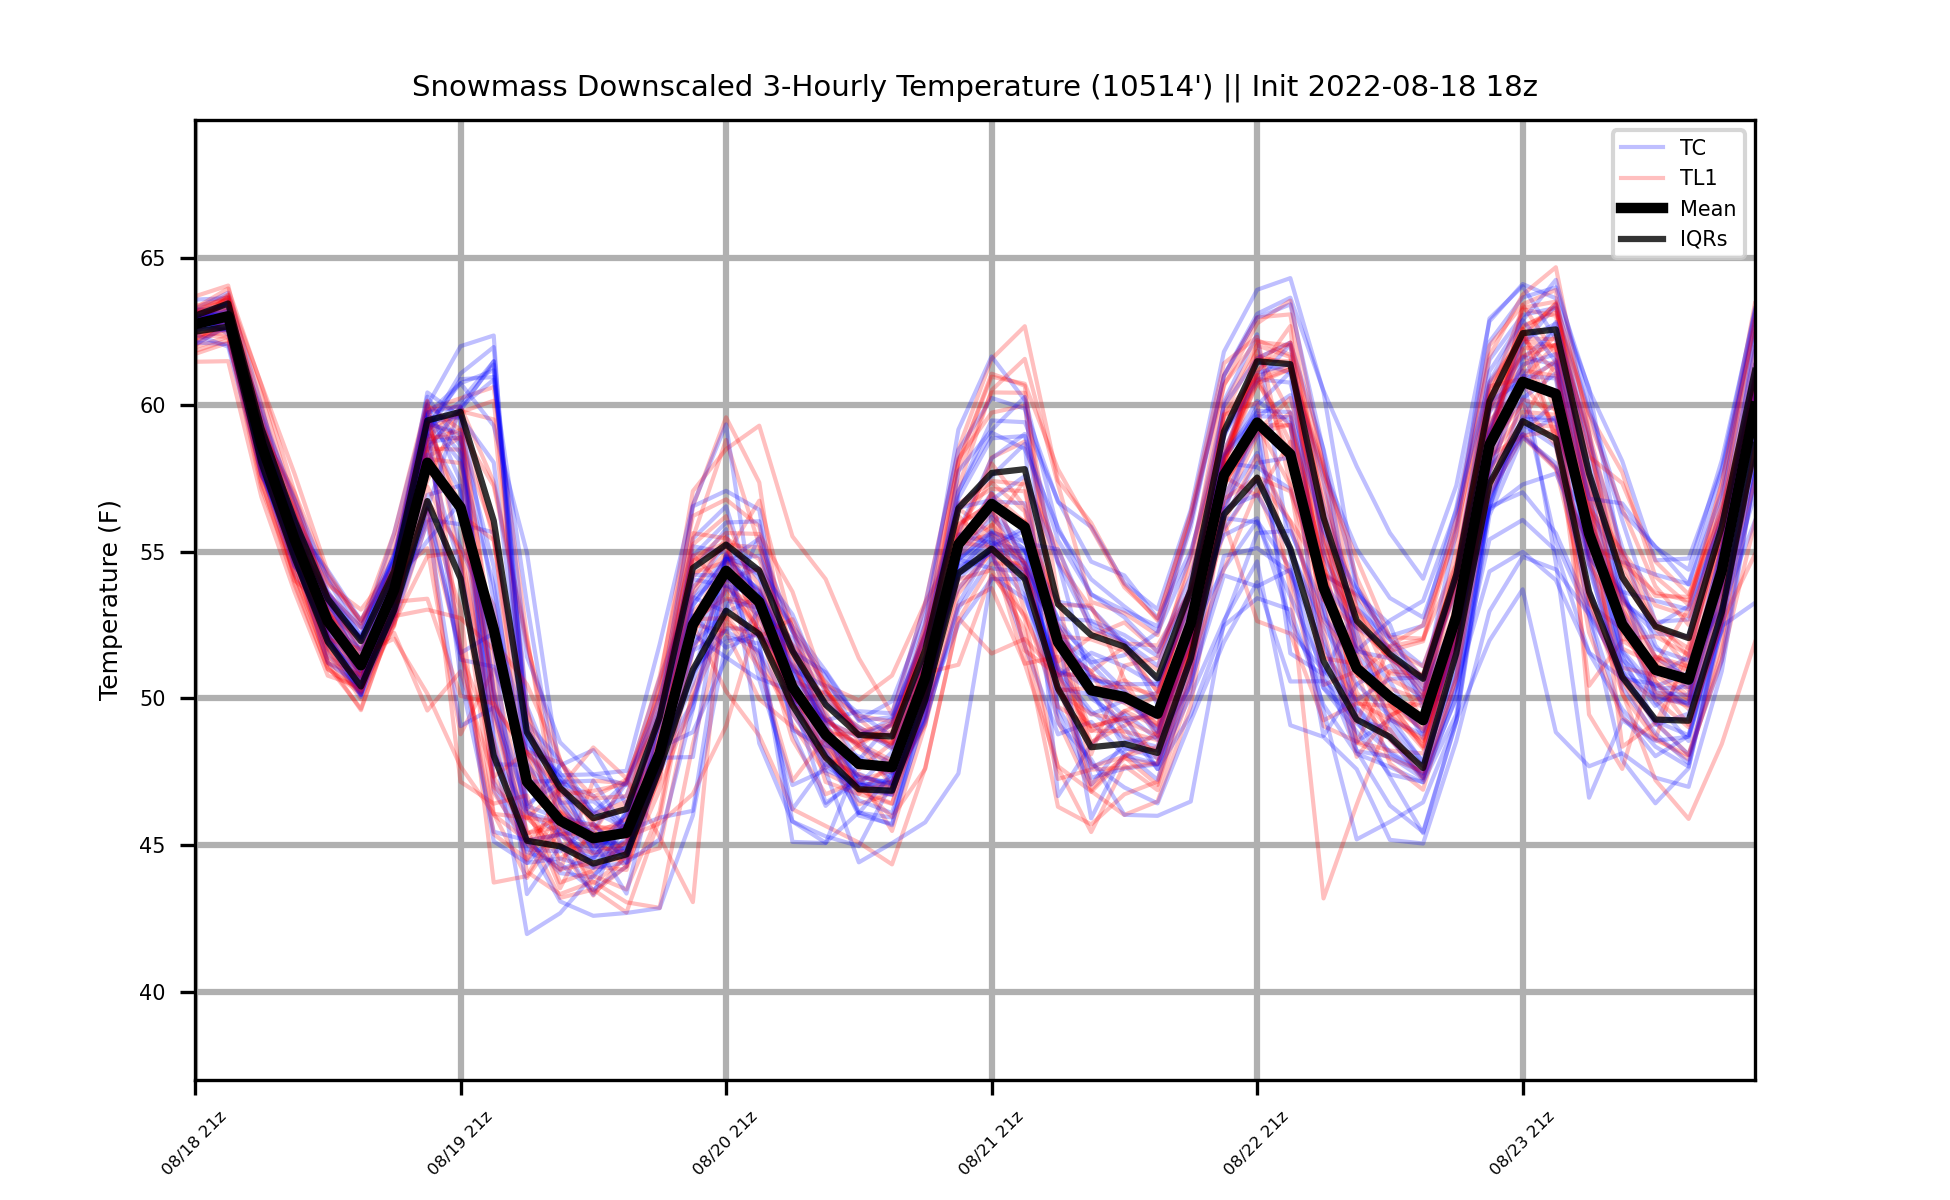 Snowmass Downscaled 3-Hourly Temperature (10514') || Init 2022-08-18 18z
TC
TL1
Mean
IQRs
Temperature (F)
65
60
55
50
45
40
08/18 21z
08/19 21z
08/20 21z
08/21 21z
08/22 21z
08/23 21z